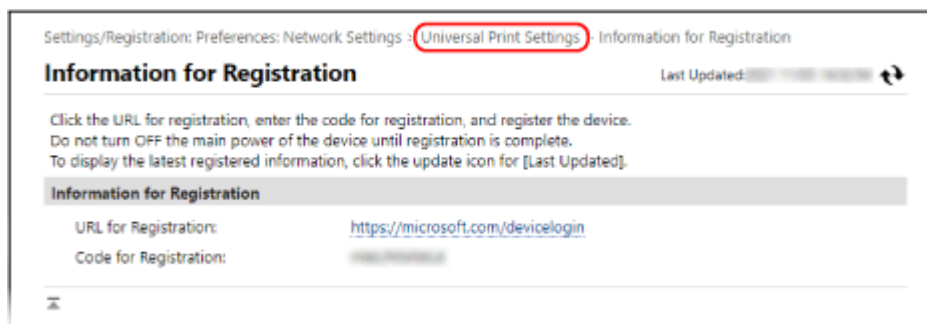 Settings/Registration: Preferences: Network Settings > Universal Print Settings > Information for Registration
Information for Registration
Last Updated:
Click the URL for registration, enter the code for registration, and register the device.
Do not turn OFF the main power of the device until registration is complete.
To display the latest registered information, click the update icon for [Last Updated].
Information for Registration
URL for Registration: https://microsoft.com/devicelogin
Code for Registration: